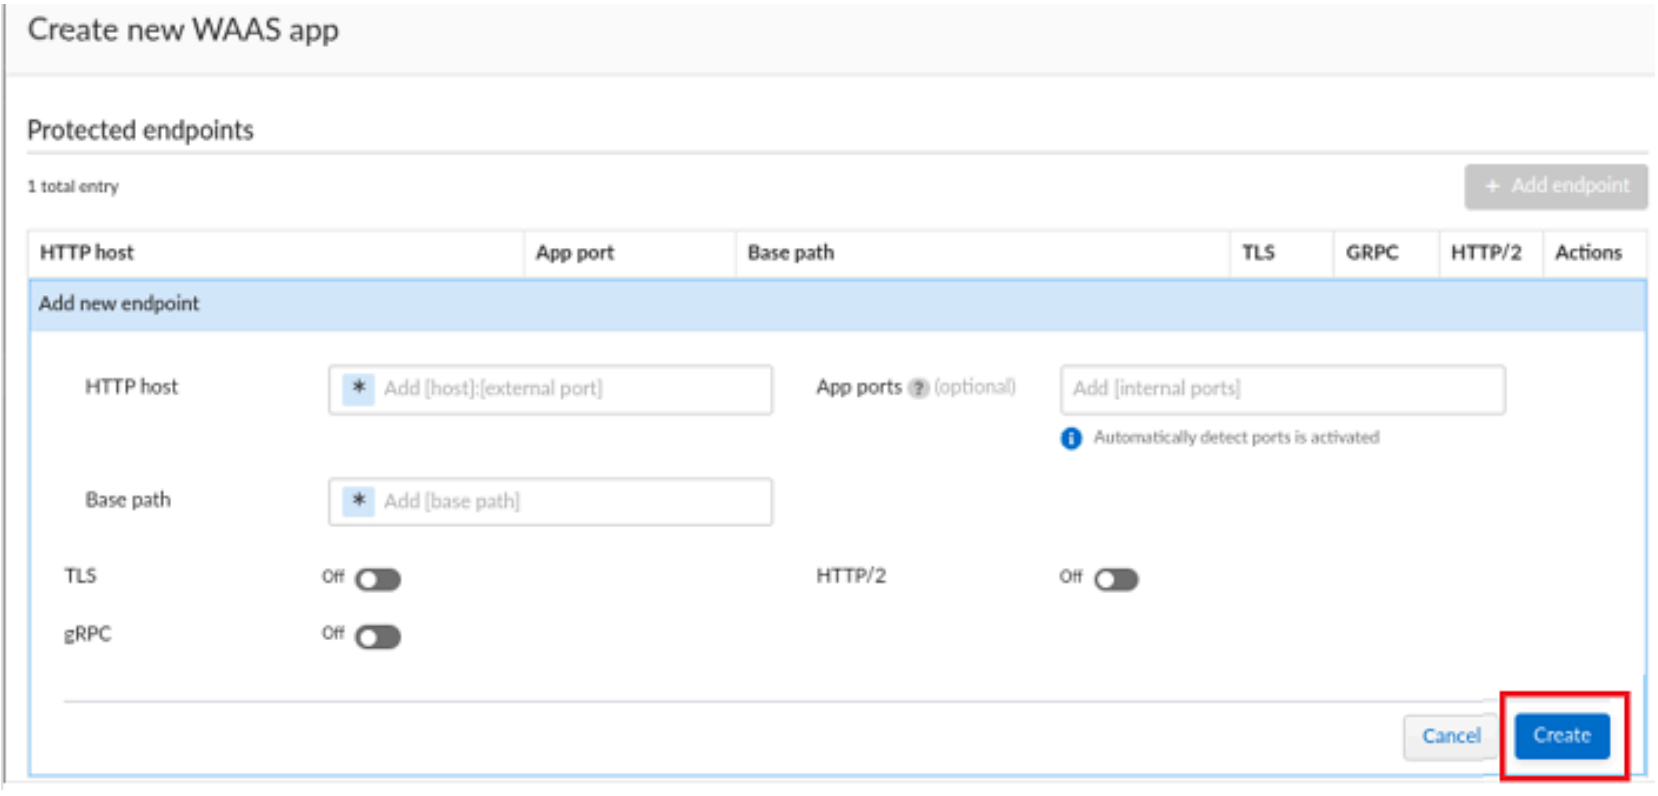 Create new WAAS app
Protected endpoints
1 total entry
+ Add endpoint
HTTP host App port Base path TLS GRPC HTTP/2 Actions
Add new endpoint
HTTP host * Add [host]:[external port] App ports ? (optional) Add [internal ports]
i Automatically detect ports is activated
Base path * Add [base path]
TLS Off HTTP/2 Off
gRPC Off
Cancel Create